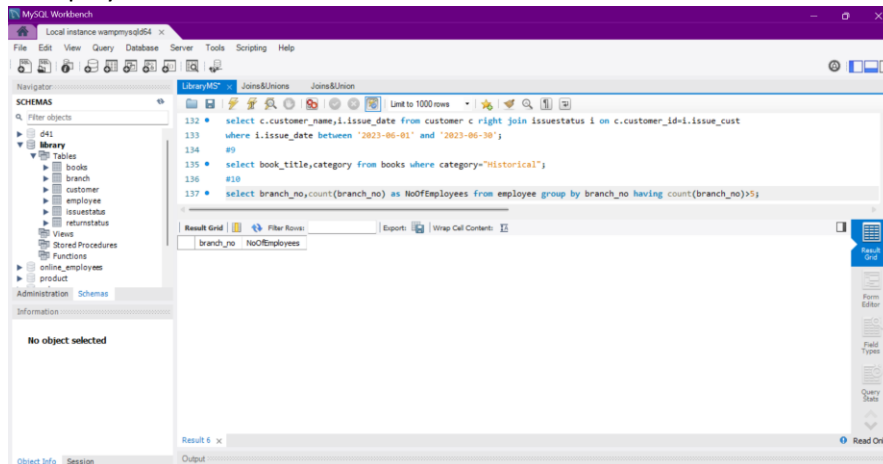 MySQL Workbench
Local instance wampmysqld64 ×
File Edit View Query Database Server Tools Scripting Help
Navigator
SCHEMAS
Filter objects
d41
library
Tables
books
branch
customer
employee
issuestatus
returnstatus
Views
Stored Procedures
Functions
online_employees
product
Administration Schemas
Information
No object selected
Object Info Session
LibraryMS* × Joins&Unions Joins&Union
Limit to 1000 rows
132 select c.customer_name,i.issue_date from customer c right join issuestatus i on c.customer_id=i.issue_cust
133 where i.issue_date between '2023-06-01' and '2023-06-30';
134 #9
135 select book_title,category from books where category="Historical";
136 #10
137 select branch_no,count(branch_no) as NoOfEmployees from employee group by branch_no having count(branch_no)>5;
Result Grid Filter Rows: Export: Wrap Cell Content:
branch_no NoOfEmployees
Result Grid
Form Editor
Field Types
Query Stats
Result 6 × Read Onl
Output